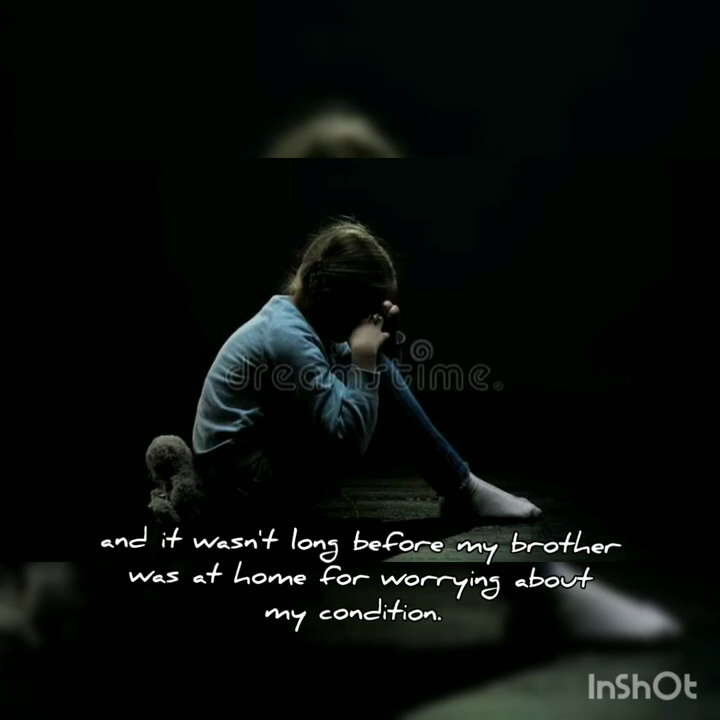 dreamstime.
and it wasn't long before my brother
was at home for worrying about
my condition.
InShOt